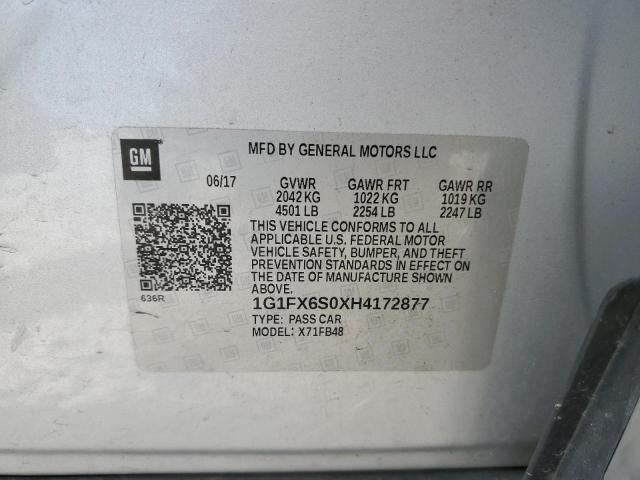 GM
MFD BY GENERAL MOTORS LLC
06/17 GVWR GAWR FRT GAWR RR
2042 KG 1022 KG 1019 KG
4501 LB 2254 LB 2247 LB
THIS VEHICLE CONFORMS TO ALL
APPLICABLE U.S. FEDERAL MOTOR
VEHICLE SAFETY, BUMPER, AND THEFT
PREVENTION STANDARDS IN EFFECT ON
THE DATE OF MANUFACTURE SHOWN
ABOVE.
636R
1G1FX6S0XH4172877
TYPE: PASS CAR
MODEL: X71FB48